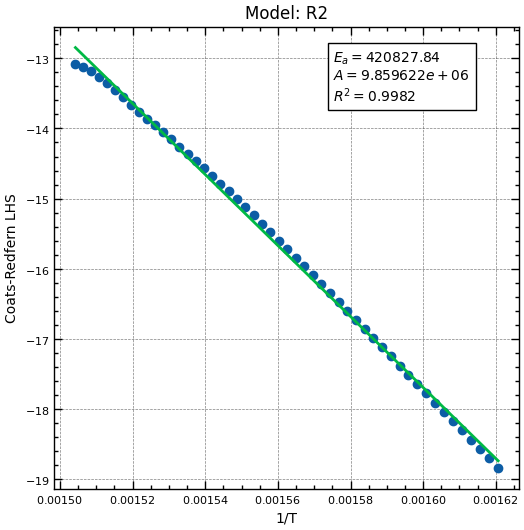 Model: R2
E_a = 420827.84
A = 9.859622e + 06
R^2 = 0.9982
Coats-Redfern LHS
−13
−14
−15
−16
−17
−18
−19
0.00150 0.00152 0.00154 0.00156 0.00158 0.00160 0.00162
1/T